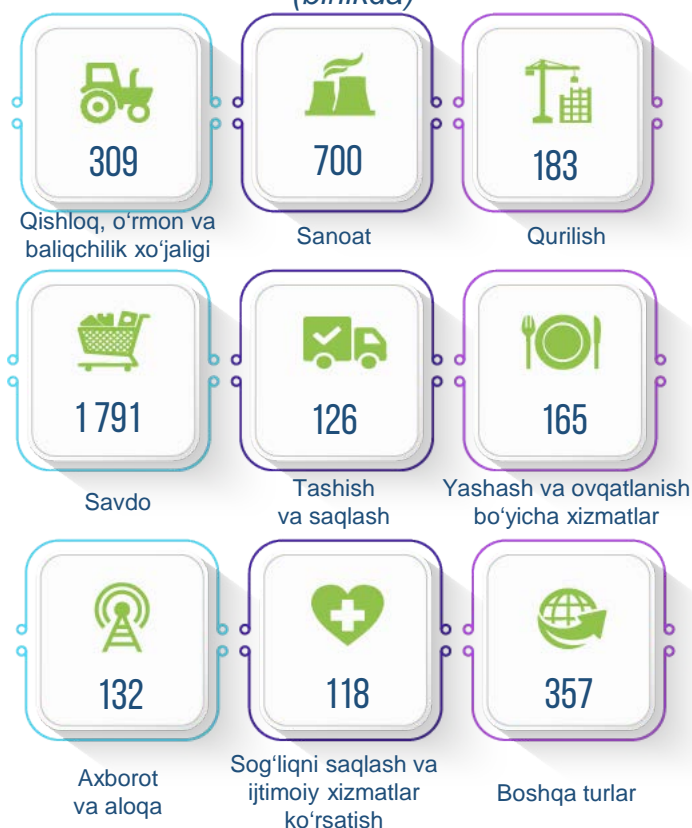 (birlikda)
309
700
183
Qishloq, o‘rmon va
baliqchilik xo‘jaligi
Sanoat
Qurilish
1 791
126
165
Savdo
Tashish
va saqlash
Yashash va ovqatlanish
bo‘yicha xizmatlar
132
118
357
Axborot
va aloqa
Sog‘liqni saqlash va
ijtimoiy xizmatlar
ko‘rsatish
Boshqa turlar